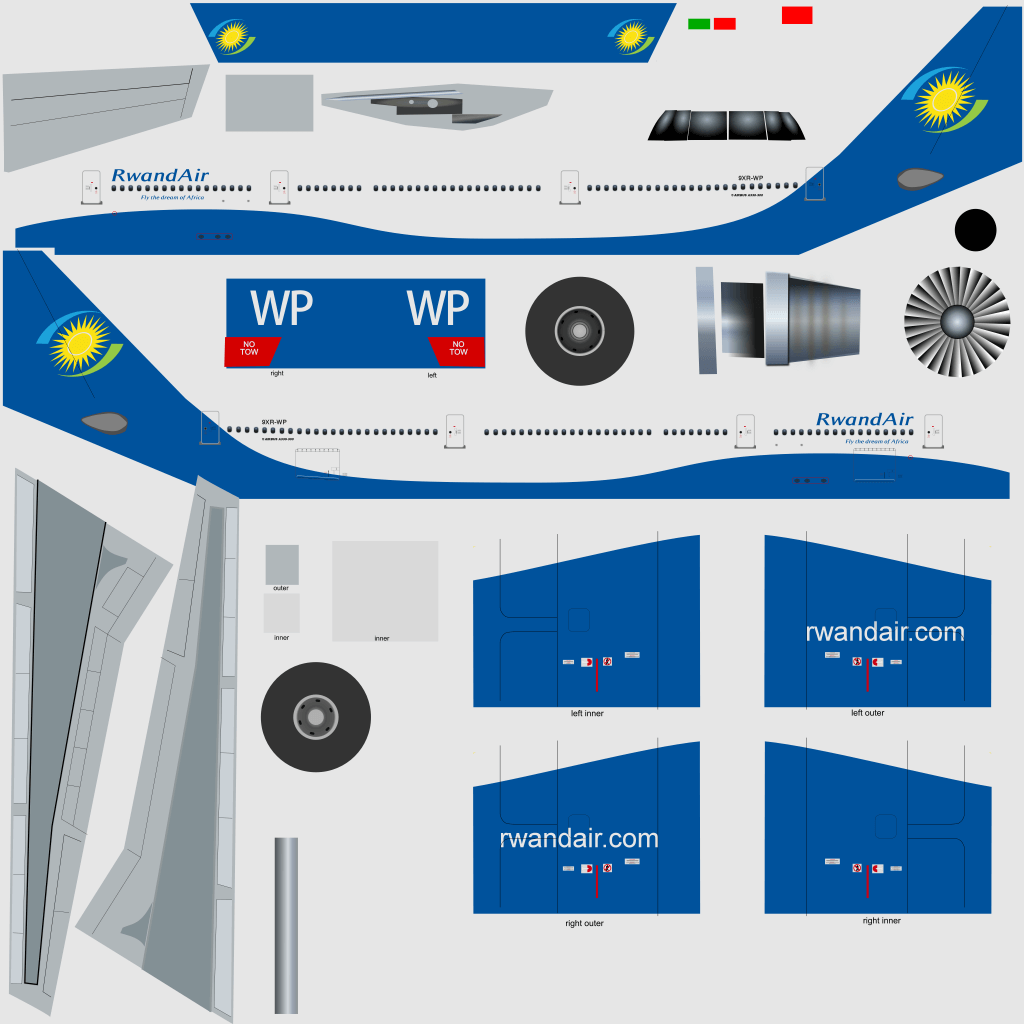 RwandAir
Fly the dream of Africa
9XR-WP
WP WP
NO
TOW
NO
TOW
right
left
9XR-WP
RwandAir
Fly the dream of Africa
outer
inner
inner
rwandair.com
left inner
left outer
rwandair.com
right outer
right inner